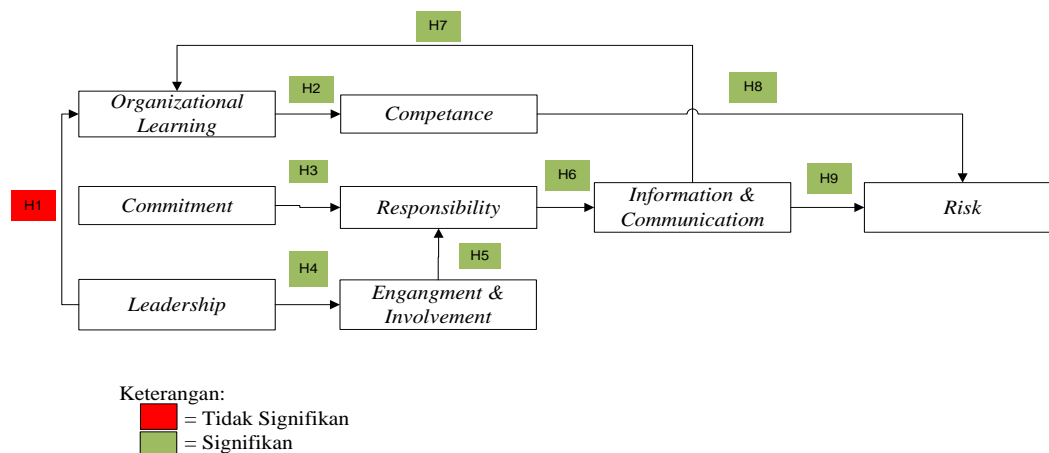 H7
H2
H8
Organizational
Learning
Competance
H3
H6
H9
H1
Commitment
Responsibility
Information &
Communicatiom
Risk
H4
H5
Leadership
Engangment &
Involvement
Keterangan:
= Tidak Signifikan
= Signifikan